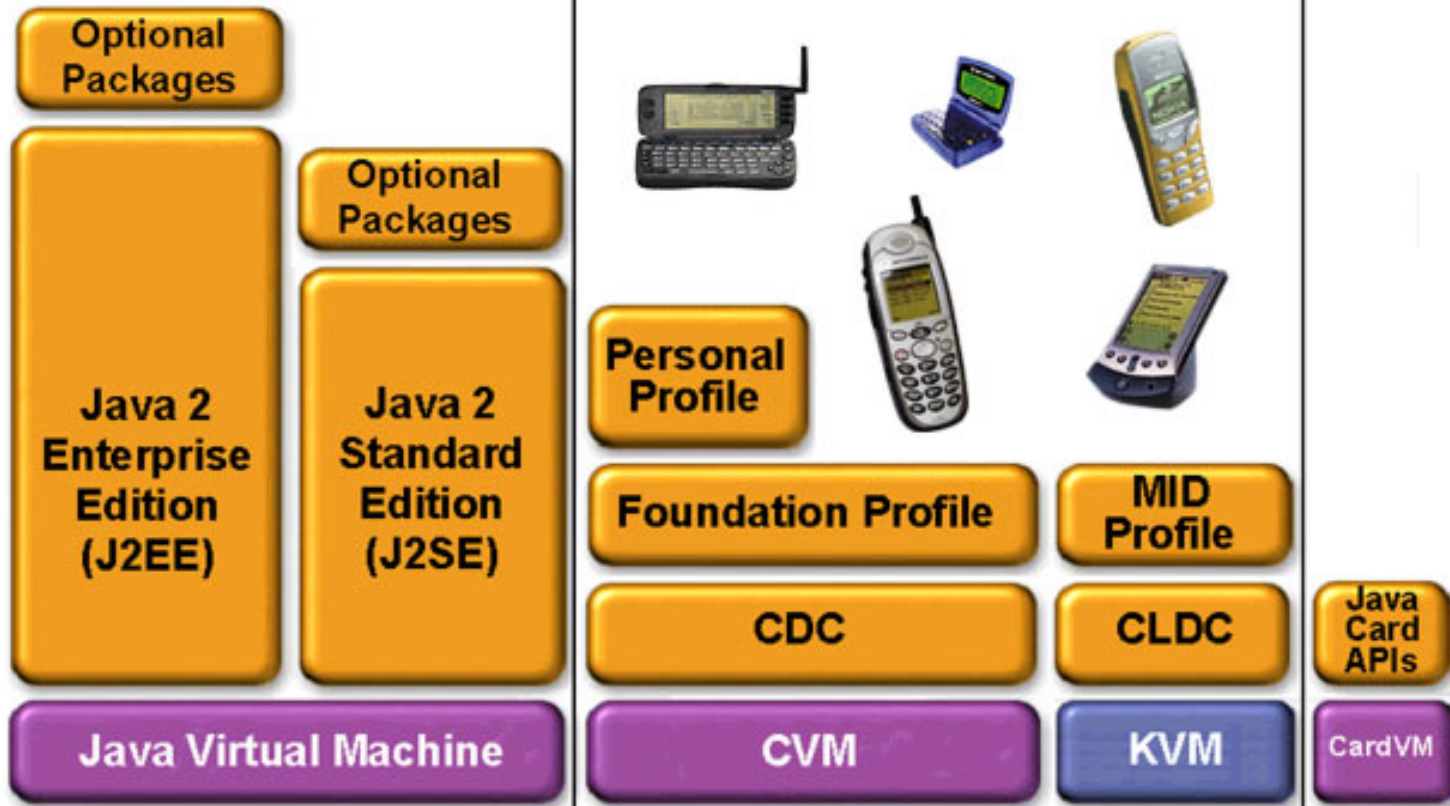 Optional
Packages
Java 2
Enterprise
Edition
(J2EE)
Optional
Packages
Java 2
Standard
Edition
(J2SE)
Java Virtual Machine
Personal
Profile
Foundation Profile
CDC
CVM
MID
Profile
CLDC
KVM
Java
Card
APIs
CardVM